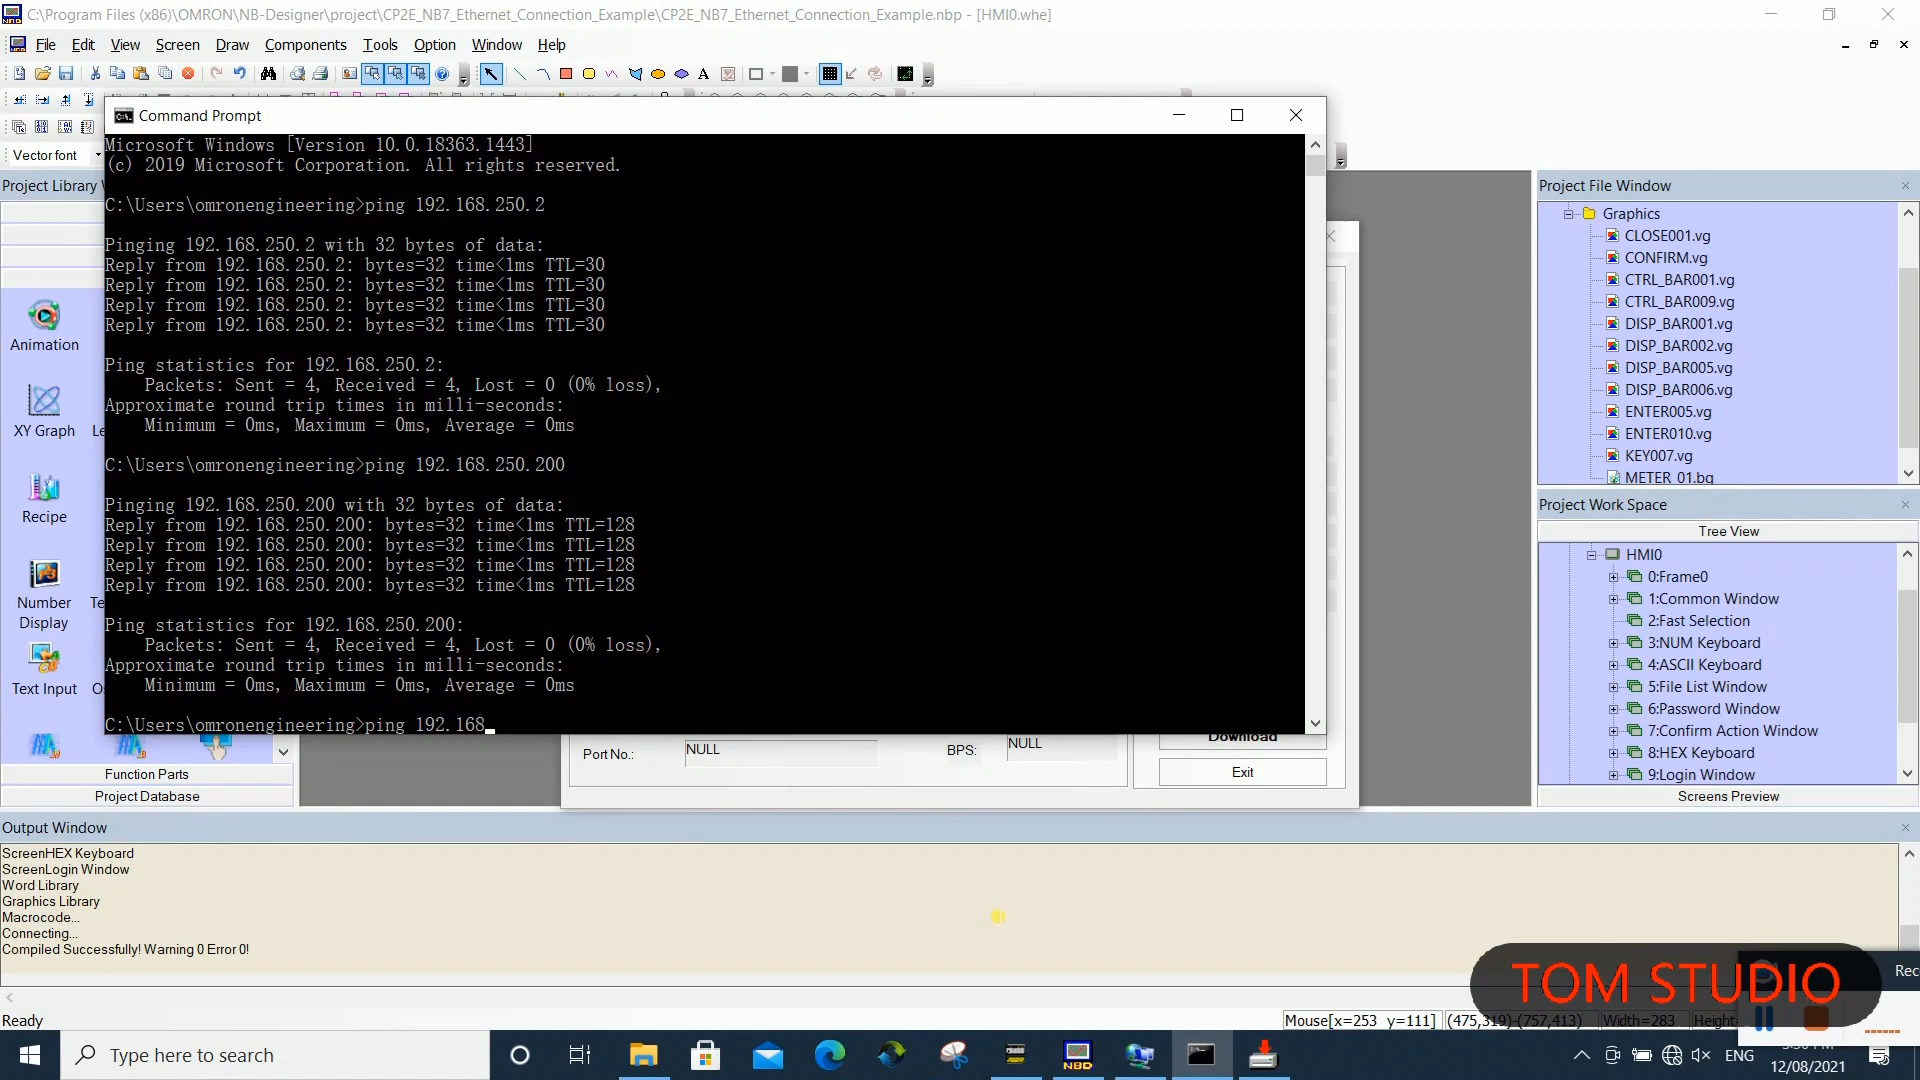 C:\Program Files (x86)\OMRON\NB-Designer\project\CP2E_NB7_Ethernet_Connection_Example\CP2E_NB7_Ethernet_Connection_Example.nbp - [HMI0.whe]
File Edit View Screen Draw Components Tools Option Window Help
Vector font
Command Prompt
Microsoft Windows [Version 10.0.18363.1443]
(c) 2019 Microsoft Corporation. All rights reserved.
C:\Users\omronengineering>ping 192.168.250.2
Pinging 192.168.250.2 with 32 bytes of data:
Reply from 192.168.250.2: bytes=32 time<1ms TTL=30
Reply from 192.168.250.2: bytes=32 time<1ms TTL=30
Reply from 192.168.250.2: bytes=32 time<1ms TTL=30
Reply from 192.168.250.2: bytes=32 time<1ms TTL=30
Ping statistics for 192.168.250.2:
Packets: Sent = 4, Received = 4, Lost = 0 (0% loss),
Approximate round trip times in milli-seconds:
Minimum = 0ms, Maximum = 0ms, Average = 0ms
C:\Users\omronengineering>ping 192.168.250.200
Pinging 192.168.250.200 with 32 bytes of data:
Reply from 192.168.250.200: bytes=32 time<1ms TTL=128
Reply from 192.168.250.200: bytes=32 time<1ms TTL=128
Reply from 192.168.250.200: bytes=32 time<1ms TTL=128
Reply from 192.168.250.200: bytes=32 time<1ms TTL=128
Ping statistics for 192.168.250.200:
Packets: Sent = 4, Received = 4, Lost = 0 (0% loss),
Approximate round trip times in milli-seconds:
Minimum = 0ms, Maximum = 0ms, Average = 0ms
C:\Users\omronengineering>ping 192.168_
Project Library
Animation
XY Graph
Recipe
Number Display
Text Input
Function Parts
Project Database
Port No.: NULL BPS: NULL
Download
Exit
Project File Window
Graphics
CLOSE001.vg
CONFIRM.vg
CTRL_BAR001.vg
CTRL_BAR009.vg
DISP_BAR001.vg
DISP_BAR002.vg
DISP_BAR005.vg
DISP_BAR006.vg
ENTER005.vg
ENTER010.vg
KEY007.vg
METER_01.bg
Project Work Space
Tree View
HMI0
0:Frame0
1:Common Window
2:Fast Selection
3:NUM Keyboard
4:ASCII Keyboard
5:File List Window
6:Password Window
7:Confirm Action Window
8:HEX Keyboard
9:Login Window
Screens Preview
Output Window
ScreenHEX Keyboard
ScreenLogin Window
Word Library
Graphics Library
Macrocode...
Connecting...
Compiled Successfully! Warning 0 Error 0!
TOM STUDIO
Rec
Ready
Mouse[x=253 y=111] (475,319)-(757,413) Width=283 Height
Type here to search
NBD
ENG
12/08/2021